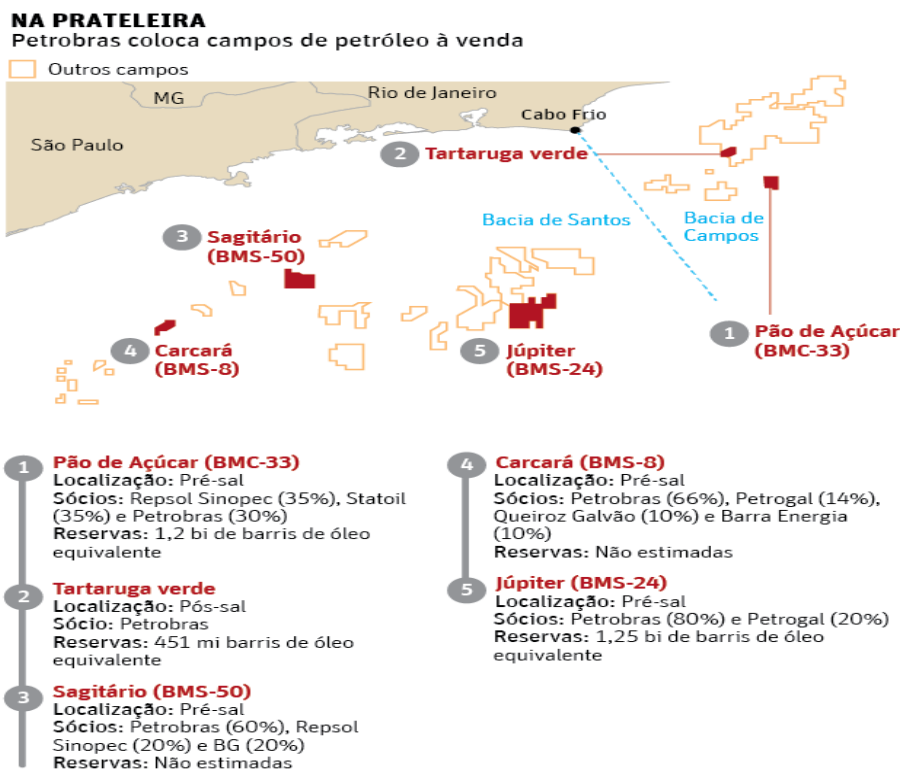 NA PRATELEIRA
Petrobras coloca campos de petróleo à venda
Outros campos
MG
Rio de Janeiro
São Paulo
Cabo Frio
2 Tartaruga verde
Bacia de Santos
Bacia de
Campos
3 Sagitário
(BMS-50)
4 Carcará
(BMS-8)
5 Júpiter
(BMS-24)
1 Pão de Açúcar
(BMC-33)
1 Pão de Açúcar (BMC-33)
Localização: Pré-sal
Sócios: Repsol Sinopec (35%), Statoil
(35%) e Petrobras (30%)
Reservas: 1,2 bi de barris de óleo
equivalente
2 Tartaruga verde
Localização: Pós-sal
Sócio: Petrobras
Reservas: 451 mi barris de óleo
equivalente
3 Sagitário (BMS-50)
Localização: Pré-sal
Sócios: Petrobras (60%), Repsol
Sinopec (20%) e BG (20%)
Reservas: Não estimadas
4 Carcará (BMS-8)
Localização: Pré-sal
Sócios: Petrobras (66%), Petrogal (14%),
Queiroz Galvão (10%) e Barra Energia
(10%)
Reservas: Não estimadas
5 Júpiter (BMS-24)
Localização: Pré-sal
Sócios: Petrobras (80%) e Petrogal (20%)
Reservas: 1,25 bi de barris de óleo
equivalente